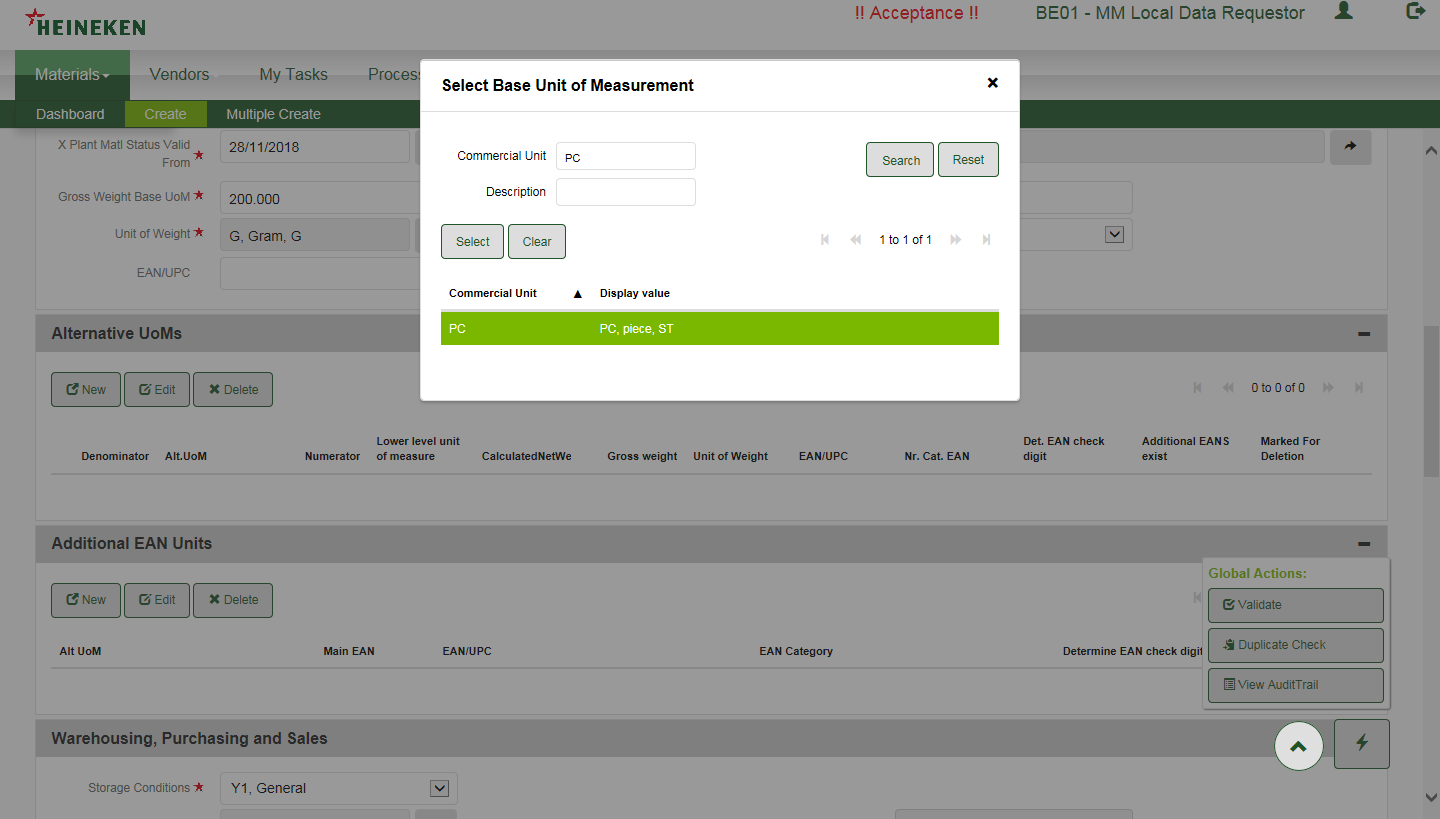 HEINEKEN
!! Acceptance !!
BE01 - MM Local Data Requestor
Materials
Vendors
My Tasks
Process
Dashboard
Create
Multiple Create
Select Base Unit of Measurement
Commercial Unit
PC
Search
Reset
Description
Select
Clear
1 to 1 of 1
Commercial Unit
Display value
PC
PC, piece, ST
X Plant Matl Status Valid
From
28/11/2018
Gross Weight Base UoM
200.000
Unit of Weight
G, Gram, G
EAN/UPC
Alternative UoMs
New
Edit
Delete
0 to 0 of 0
Denominator
Alt.UoM
Numerator
Lower level unit
of measure
CalculatedNetWe
Gross weight
Unit of Weight
EAN/UPC
Nr. Cat. EAN
Det. EAN check
digit
Additional EANS
exist
Marked For
Deletion
Additional EAN Units
New
Edit
Delete
Alt UoM
Main EAN
EAN/UPC
EAN Category
Determine EAN check digit
Global Actions:
Validate
Duplicate Check
View AuditTrail
Warehousing, Purchasing and Sales
Storage Conditions
Y1, General